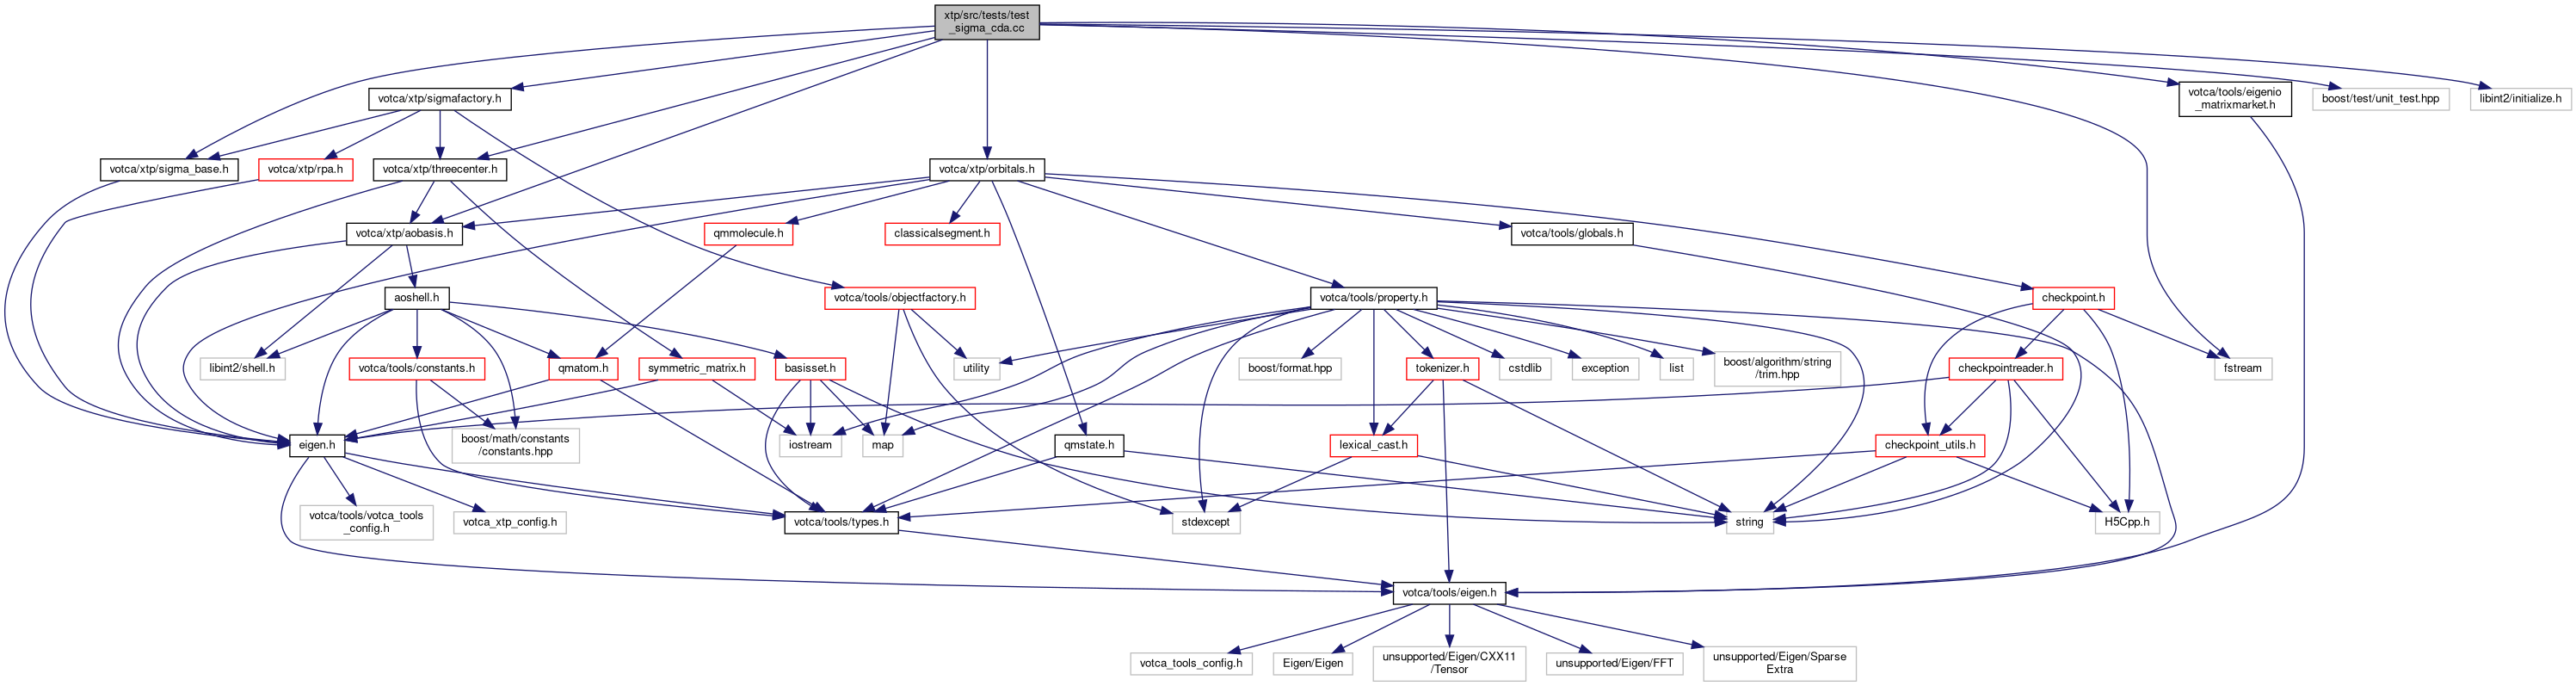 xtp/src/tests/test
_sigma_cda.cc
votca/xtp/sigmafactory.h
votca/tools/eigenio
_matrixmarket.h
boost/test/unit_test.hpp
libint2/initialize.h
votca/xtp/sigma_base.h
votca/xtp/rpa.h
votca/xtp/threecenter.h
votca/xtp/orbitals.h
votca/xtp/aobasis.h
qmmolecule.h
classicalsegment.h
votca/tools/globals.h
aoshell.h
votca/tools/objectfactory.h
votca/tools/property.h
checkpoint.h
libint2/shell.h
votca/tools/constants.h
qmatom.h
symmetric_matrix.h
basisset.h
utility
boost/format.hpp
tokenizer.h
cstdlib
exception
list
boost/algorithm/string
/trim.hpp
checkpointreader.h
fstream
eigen.h
boost/math/constants
/constants.hpp
iostream
map
qmstate.h
lexical_cast.h
checkpoint_utils.h
votca/tools/votca_tools
_config.h
votca_xtp_config.h
votca/tools/types.h
stdexcept
string
H5Cpp.h
votca/tools/eigen.h
votca_tools_config.h
Eigen/Eigen
unsupported/Eigen/CXX11
/Tensor
unsupported/Eigen/FFT
unsupported/Eigen/Sparse
Extra